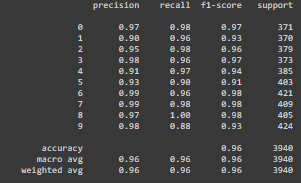 precision recall f1-score support
0 0.97 0.98 0.97 371
1 0.90 0.96 0.93 370
2 0.95 0.98 0.96 379
3 0.98 0.96 0.97 373
4 0.91 0.97 0.94 385
5 0.93 0.90 0.91 403
6 0.99 0.96 0.98 421
7 0.99 0.98 0.98 409
8 0.97 1.00 0.98 405
9 0.98 0.88 0.93 424
accuracy 0.96 3940
macro avg 0.96 0.96 0.96 3940
weighted avg 0.96 0.96 0.96 3940